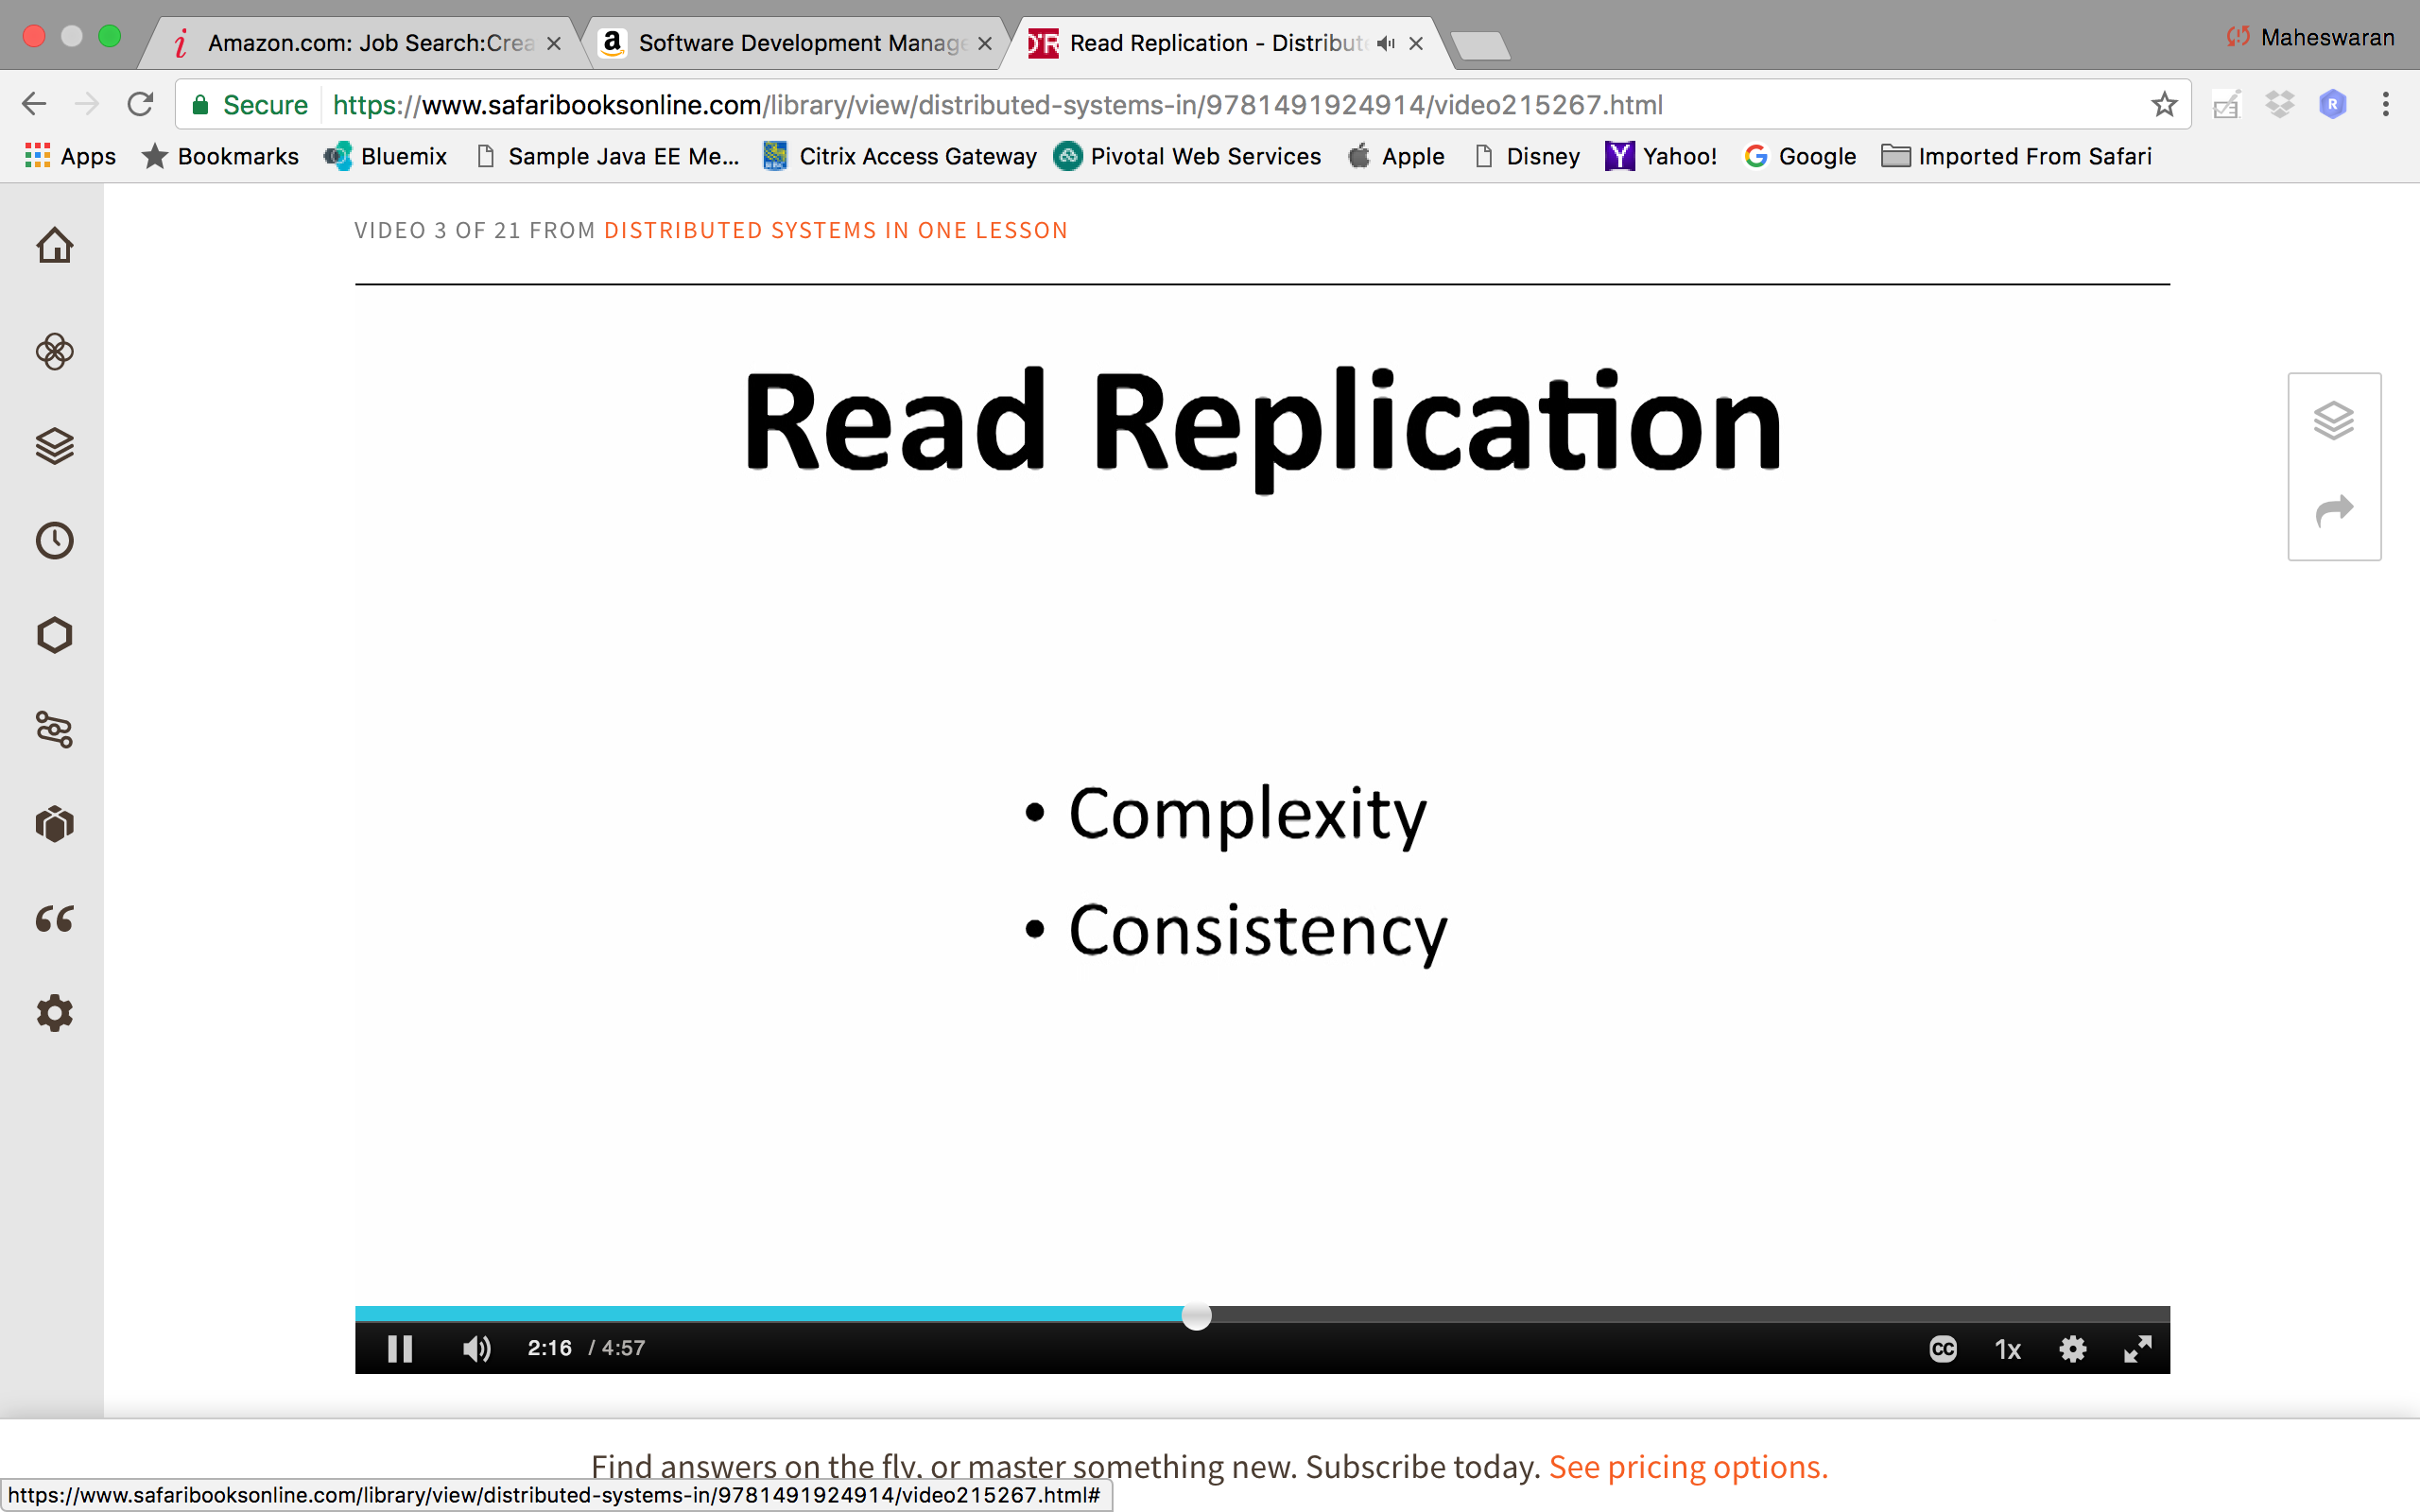 Amazon.com: Job Search:Crea
Software Development Manage
Read Replication - Distribut
Maheswaran
Secure https://www.safaribooksonline.com/library/view/distributed-systems-in/9781491924914/video215267.html
Apps Bookmarks Bluemix Sample Java EE Me... Citrix Access Gateway Pivotal Web Services Apple Disney Yahoo! Google Imported From Safari
VIDEO 3 OF 21 FROM DISTRIBUTED SYSTEMS IN ONE LESSON
Read Replication
• Complexity
• Consistency
2:16 / 4:57
CC 1x
Find answers on the fly, or master something new. Subscribe today. See pricing options.
https://www.safaribooksonline.com/library/view/distributed-systems-in/9781491924914/video215267.html#